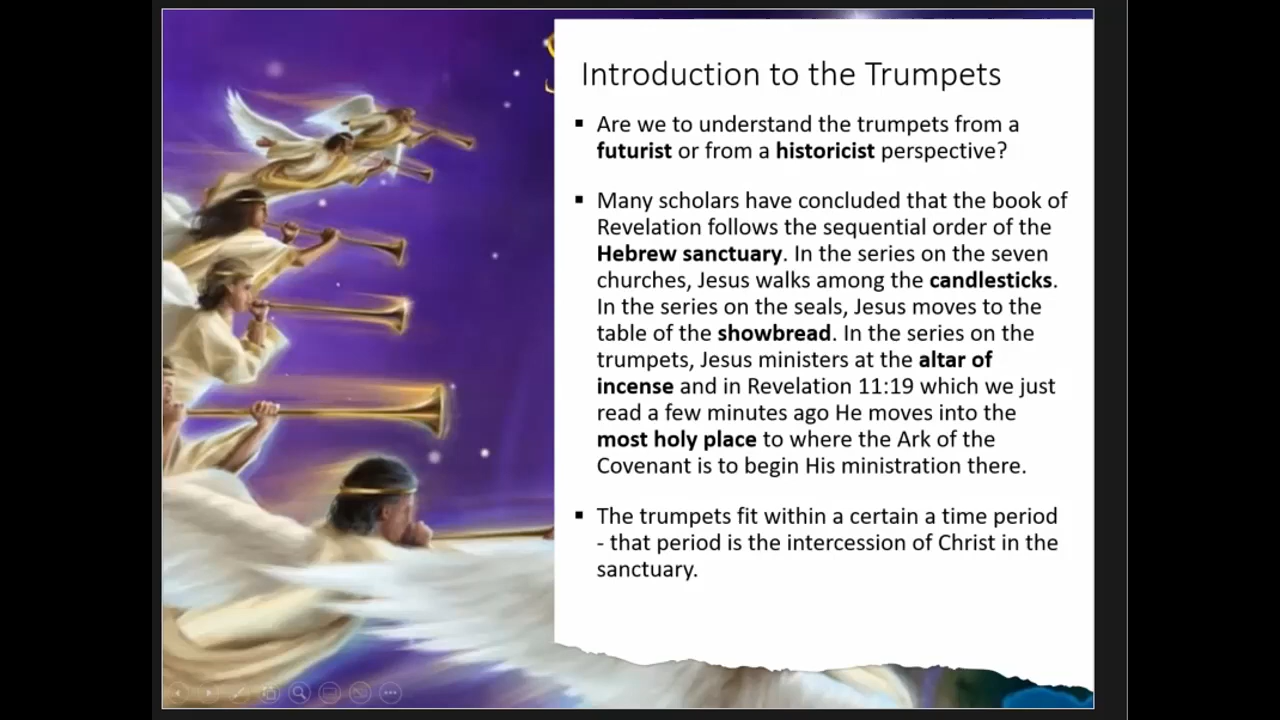 Introduction to the Trumpets
▪ Are we to understand the trumpets from a
futurist or from a historicist perspective?
▪ Many scholars have concluded that the book of
Revelation follows the sequential order of the
Hebrew sanctuary. In the series on the seven
churches, Jesus walks among the candlesticks.
In the series on the seals, Jesus moves to the
table of the showbread. In the series on the
trumpets, Jesus ministers at the altar of
incense and in Revelation 11:19 which we just
read a few minutes ago He moves into the
most holy place to where the Ark of the
Covenant is to begin His ministration there.
▪ The trumpets fit within a certain a time period
- that period is the intercession of Christ in the
sanctuary.